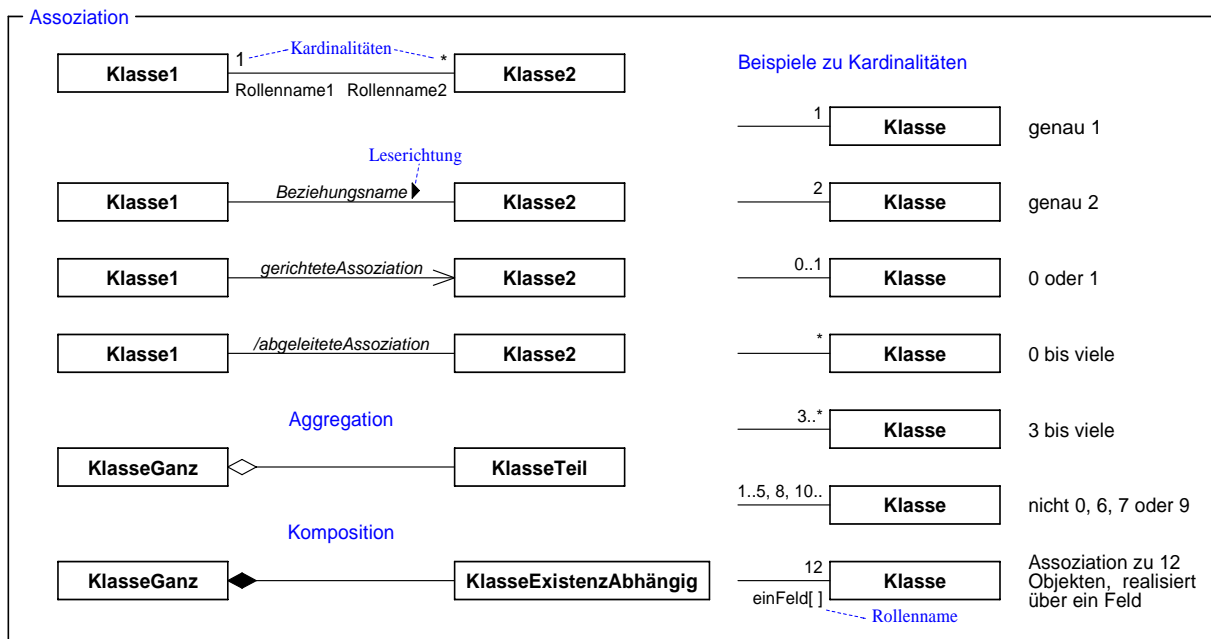 Assoziation
1
Kardinalitäten
*
Klasse1
Klasse2
Rollenname1
Rollenname2
Leserichtung
Klasse1
Beziehungsname
Klasse2
Klasse1
gerichteteAssoziation
Klasse2
Klasse1
/abgeleiteteAssoziation
Klasse2
Aggregation
KlasseGanz
KlasseTeil
Komposition
KlasseGanz
KlasseExistenzAbhängig
Beispiele zu Kardinalitäten
1
Klasse
genau 1
2
Klasse
genau 2
0..1
Klasse
0 oder 1
*
Klasse
0 bis viele
3..*
Klasse
3 bis viele
1..5, 8, 10..
Klasse
nicht 0, 6, 7 oder 9
12
Klasse
einFeld[ ]
Rollenname
Assoziation zu 12
Objekten, realisiert
über ein Feld